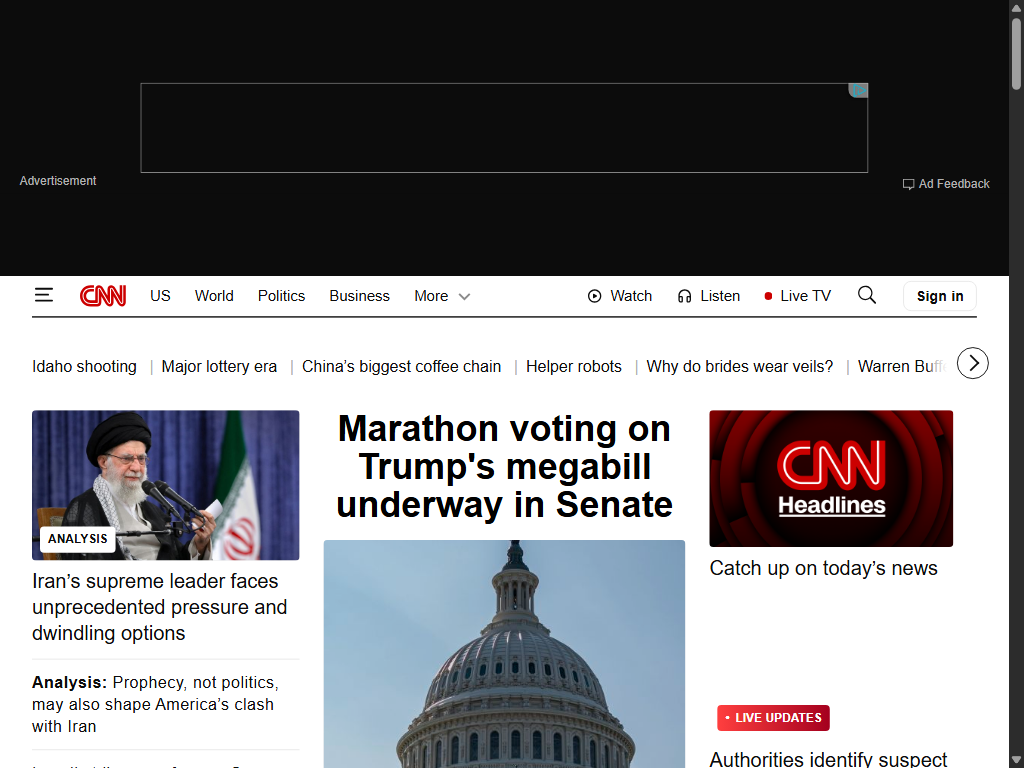 Advertisement
Ad Feedback
CNN
US
World
Politics
Business
More
Watch
Listen
Live TV
Sign in
Idaho shooting
Major lottery era
China’s biggest coffee chain
Helper robots
Why do brides wear veils?
Warren Buffe
ANALYSIS
Iran’s supreme leader faces
unprecedented pressure and
dwindling options
Analysis: Prophecy, not politics,
may also shape America’s clash
with Iran
Marathon voting on
Trump's megabill
underway in Senate
CNN
Headlines
Catch up on today’s news
• LIVE UPDATES
Authorities identify suspect